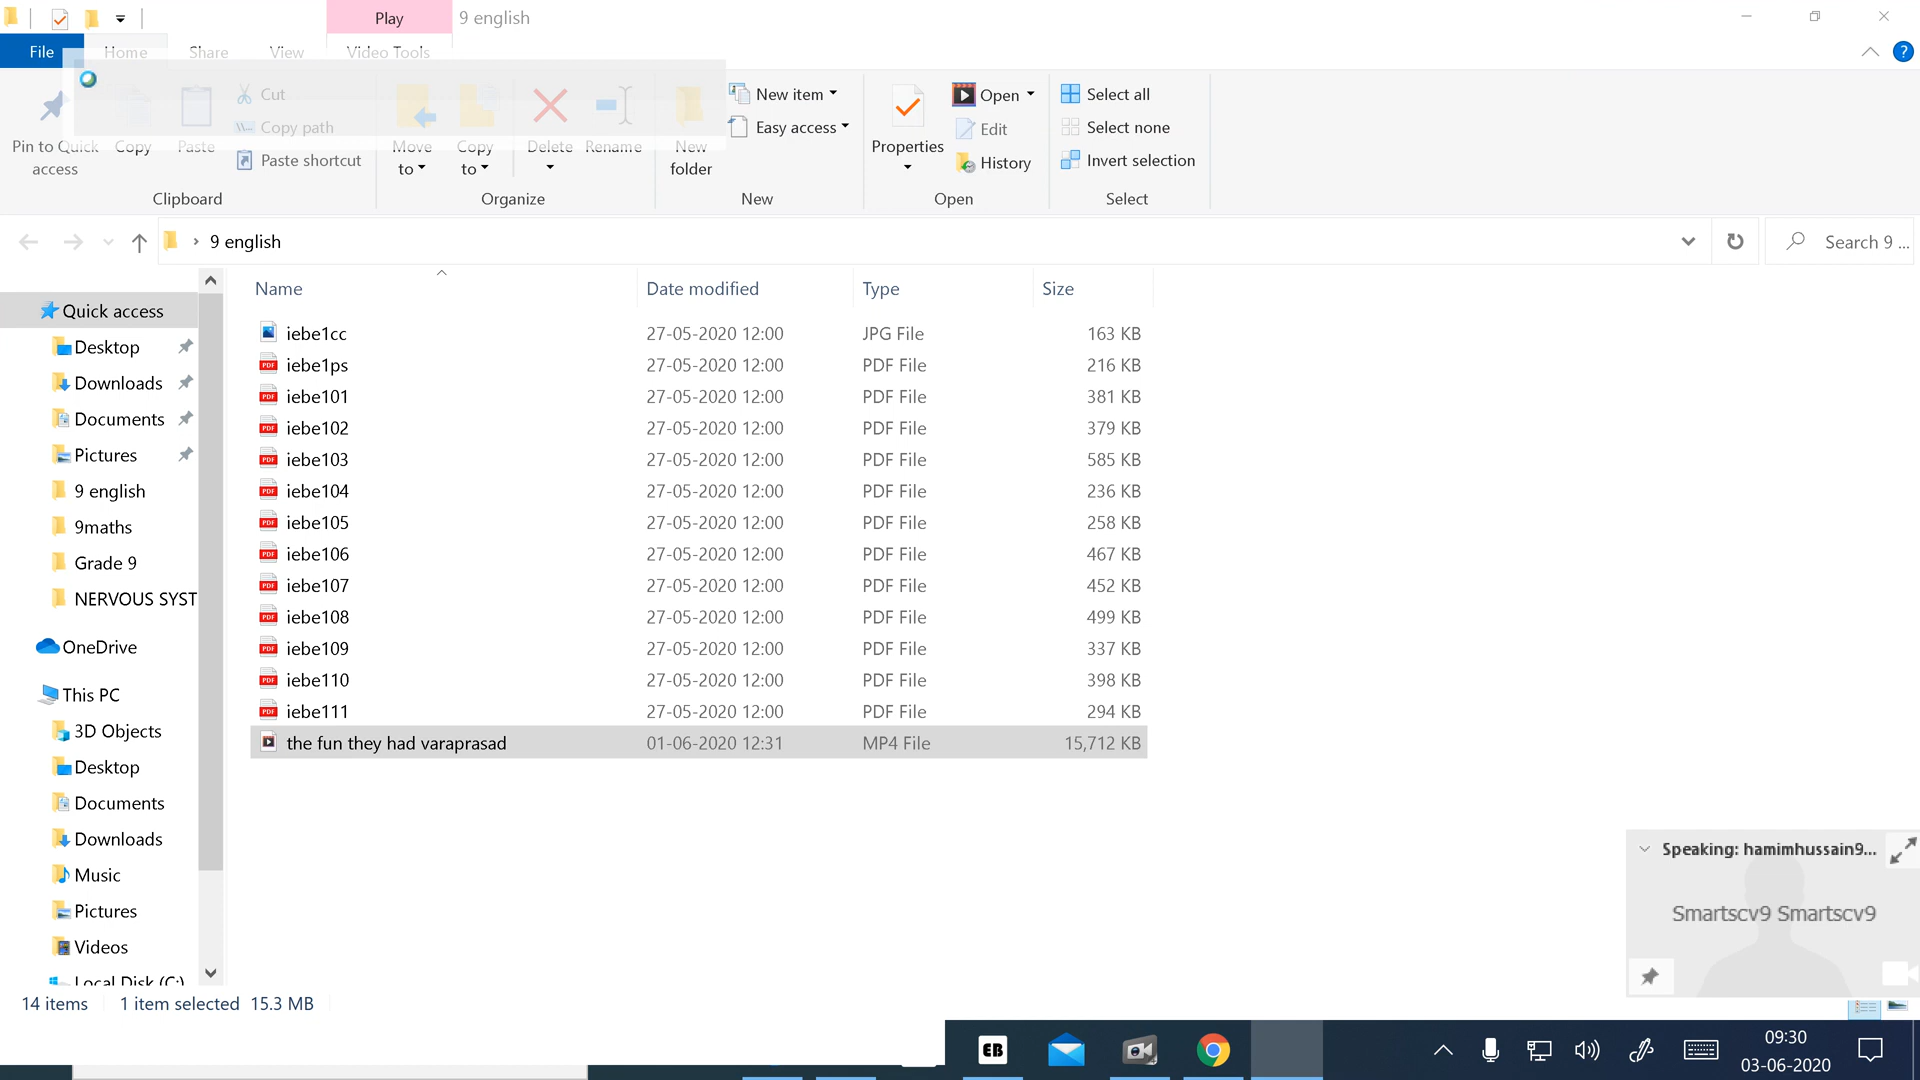 Play
9 english
File
Home
Share
View
Video Tools
Pin to Quick access
Copy
Paste
Cut
Copy path
Paste shortcut
Clipboard
Move to
Copy to
Delete
Rename
Organize
New folder
New item
Easy access
New
Properties
Open
Edit
History
Open
Select all
Select none
Invert selection
Select
9 english
Search 9 ...
Quick access
Desktop
Downloads
Documents
Pictures
9 english
9maths
Grade 9
NERVOUS SYST
OneDrive
This PC
3D Objects
Desktop
Documents
Downloads
Music
Pictures
Videos
Local Disk (C:)
Name Date modified Type Size
iebe1cc 27-05-2020 12:00 JPG File 163 KB
iebe1ps 27-05-2020 12:00 PDF File 216 KB
iebe101 27-05-2020 12:00 PDF File 381 KB
iebe102 27-05-2020 12:00 PDF File 379 KB
iebe103 27-05-2020 12:00 PDF File 585 KB
iebe104 27-05-2020 12:00 PDF File 236 KB
iebe105 27-05-2020 12:00 PDF File 258 KB
iebe106 27-05-2020 12:00 PDF File 467 KB
iebe107 27-05-2020 12:00 PDF File 452 KB
iebe108 27-05-2020 12:00 PDF File 499 KB
iebe109 27-05-2020 12:00 PDF File 337 KB
iebe110 27-05-2020 12:00 PDF File 398 KB
iebe111 27-05-2020 12:00 PDF File 294 KB
the fun they had varaprasad 01-06-2020 12:31 MP4 File 15,712 KB
Speaking: hamimhussain9...
Smartscv9 Smartscv9
14 items 1 item selected 15.3 MB
EB
09:30
03-06-2020